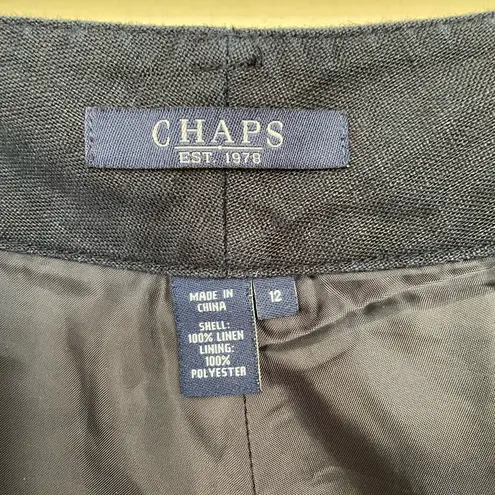 CHAPS
EST. 1978
MADE IN
CHINA
SHELL:
100% LINEN
LINING:
100%
POLYESTER
12